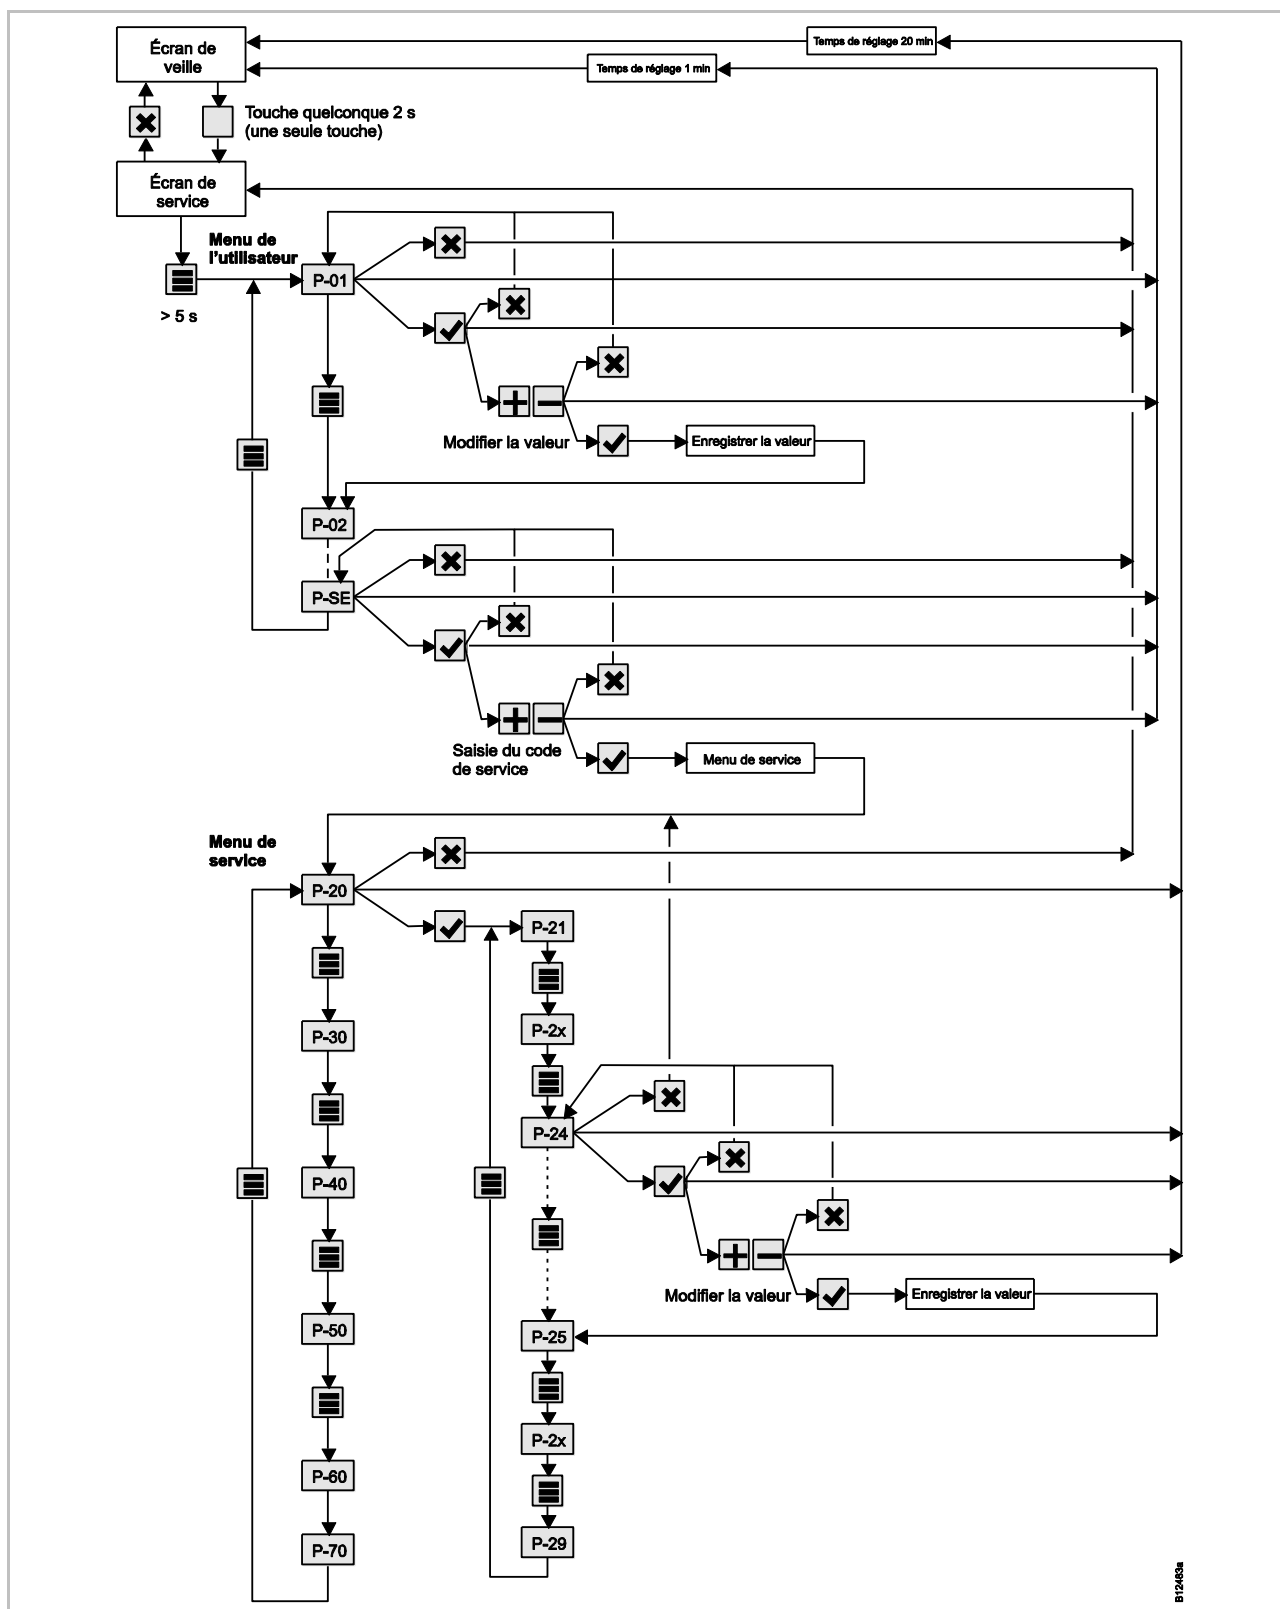 Écran de
veille
Temps de réglage 20 min
Temps de réglage 1 min
Touche quelconque 2 s
(une seule touche)
Écran de
service
Menu de
l'utilisateur
P-01
> 5 s
Modifier la valeur
Enregistrer la valeur
P-02
P-SE
Saisie du code
de service
Menu de service
Menu de
service
P-20
P-21
P-30
P-2x
P-24
P-40
P-50
Modifier la valeur
Enregistrer la valeur
P-25
P-2x
P-60
P-29
P-70
B12483a